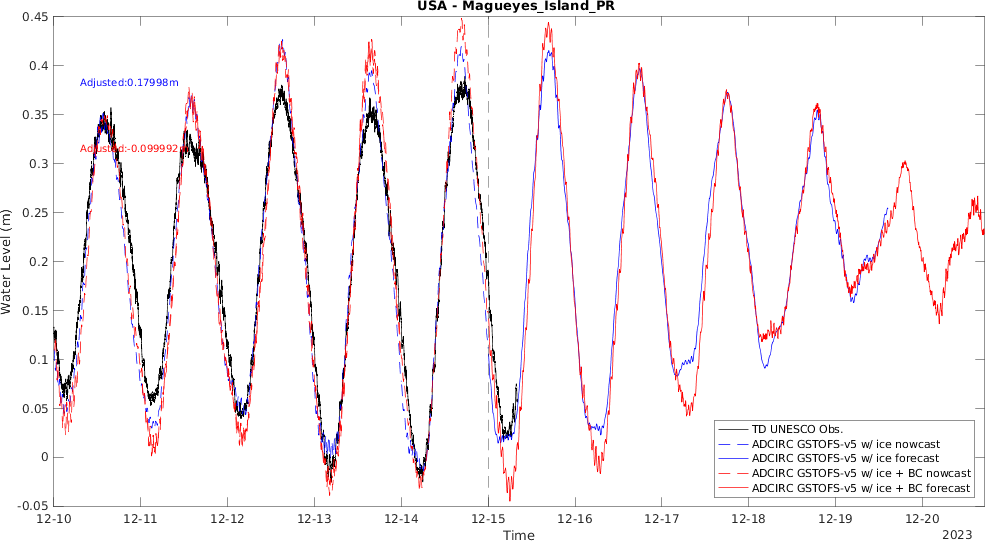 USA - Magueyes_Island_PR
0.45
0.4
0.35
0.3
0.25
0.2
0.15
0.1
0.05
0
-0.05
Water Level (m)
Adjusted:0.17998m
Adjusted:-0.099992
TD UNESCO Obs.
ADCIRC GSTOFS-v5 w/ ice nowcast
ADCIRC GSTOFS-v5 w/ ice forecast
ADCIRC GSTOFS-v5 w/ ice + BC nowcast
ADCIRC GSTOFS-v5 w/ ice + BC forecast
12-10 12-11 12-12 12-13 12-14 12-15 12-16 12-17 12-18 12-19 12-20
Time
2023